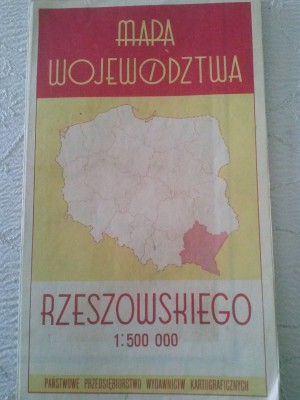 MAPA
WOJEWÓDZTWA
RZESZOWSKIEGO
1:500 000
PAŃSTWOWE PRZEDSIĘBIORSTWO WYDAWNICTW KARTOGRAFICZNYCH